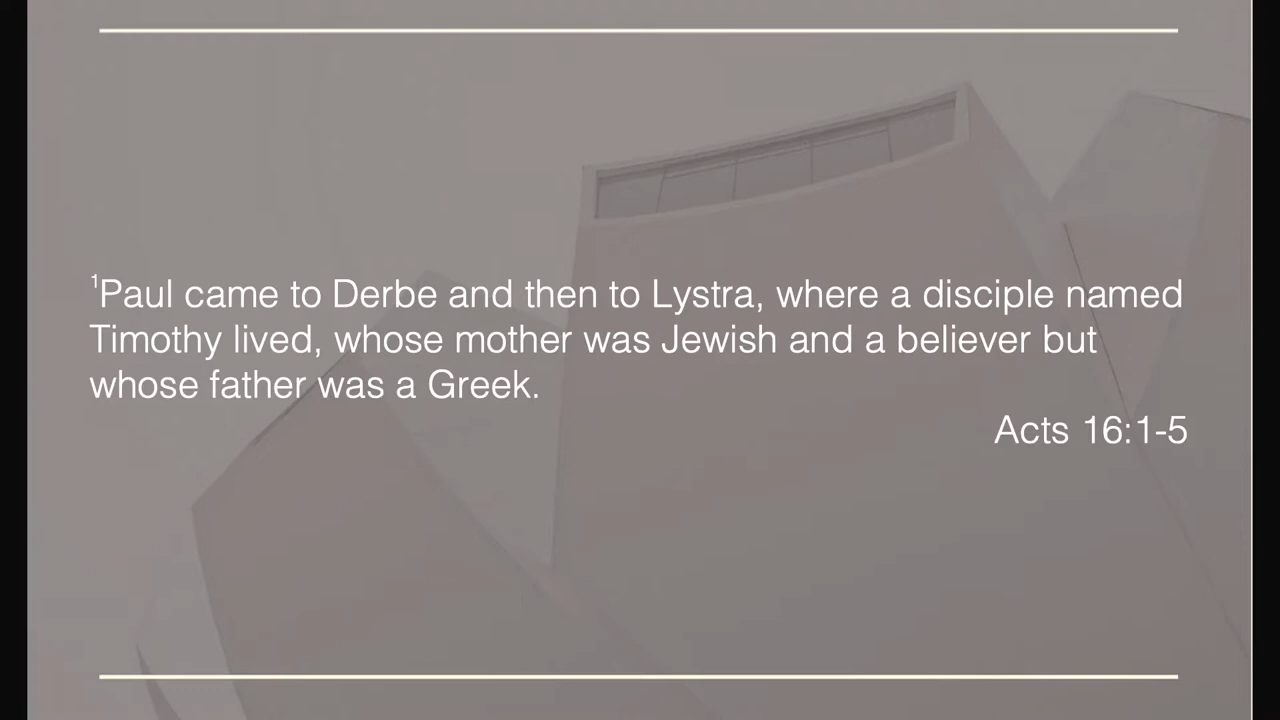 ¹Paul came to Derbe and then to Lystra, where a disciple named
Timothy lived, whose mother was Jewish and a believer but
whose father was a Greek.
Acts 16:1-5